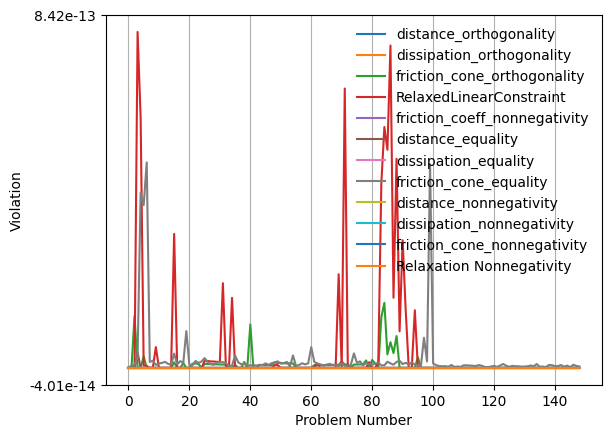 8.42e-13
distance_orthogonality
dissipation_orthogonality
friction_cone_orthogonality
RelaxedLinearConstraint
friction_coeff_nonnegativity
distance_equality
dissipation_equality
friction_cone_equality
distance_nonnegativity
dissipation_nonnegativity
friction_cone_nonnegativity
Relaxation Nonnegativity
Violation
-4.01e-14
0 20 40 60 80 100 120 140
Problem Number